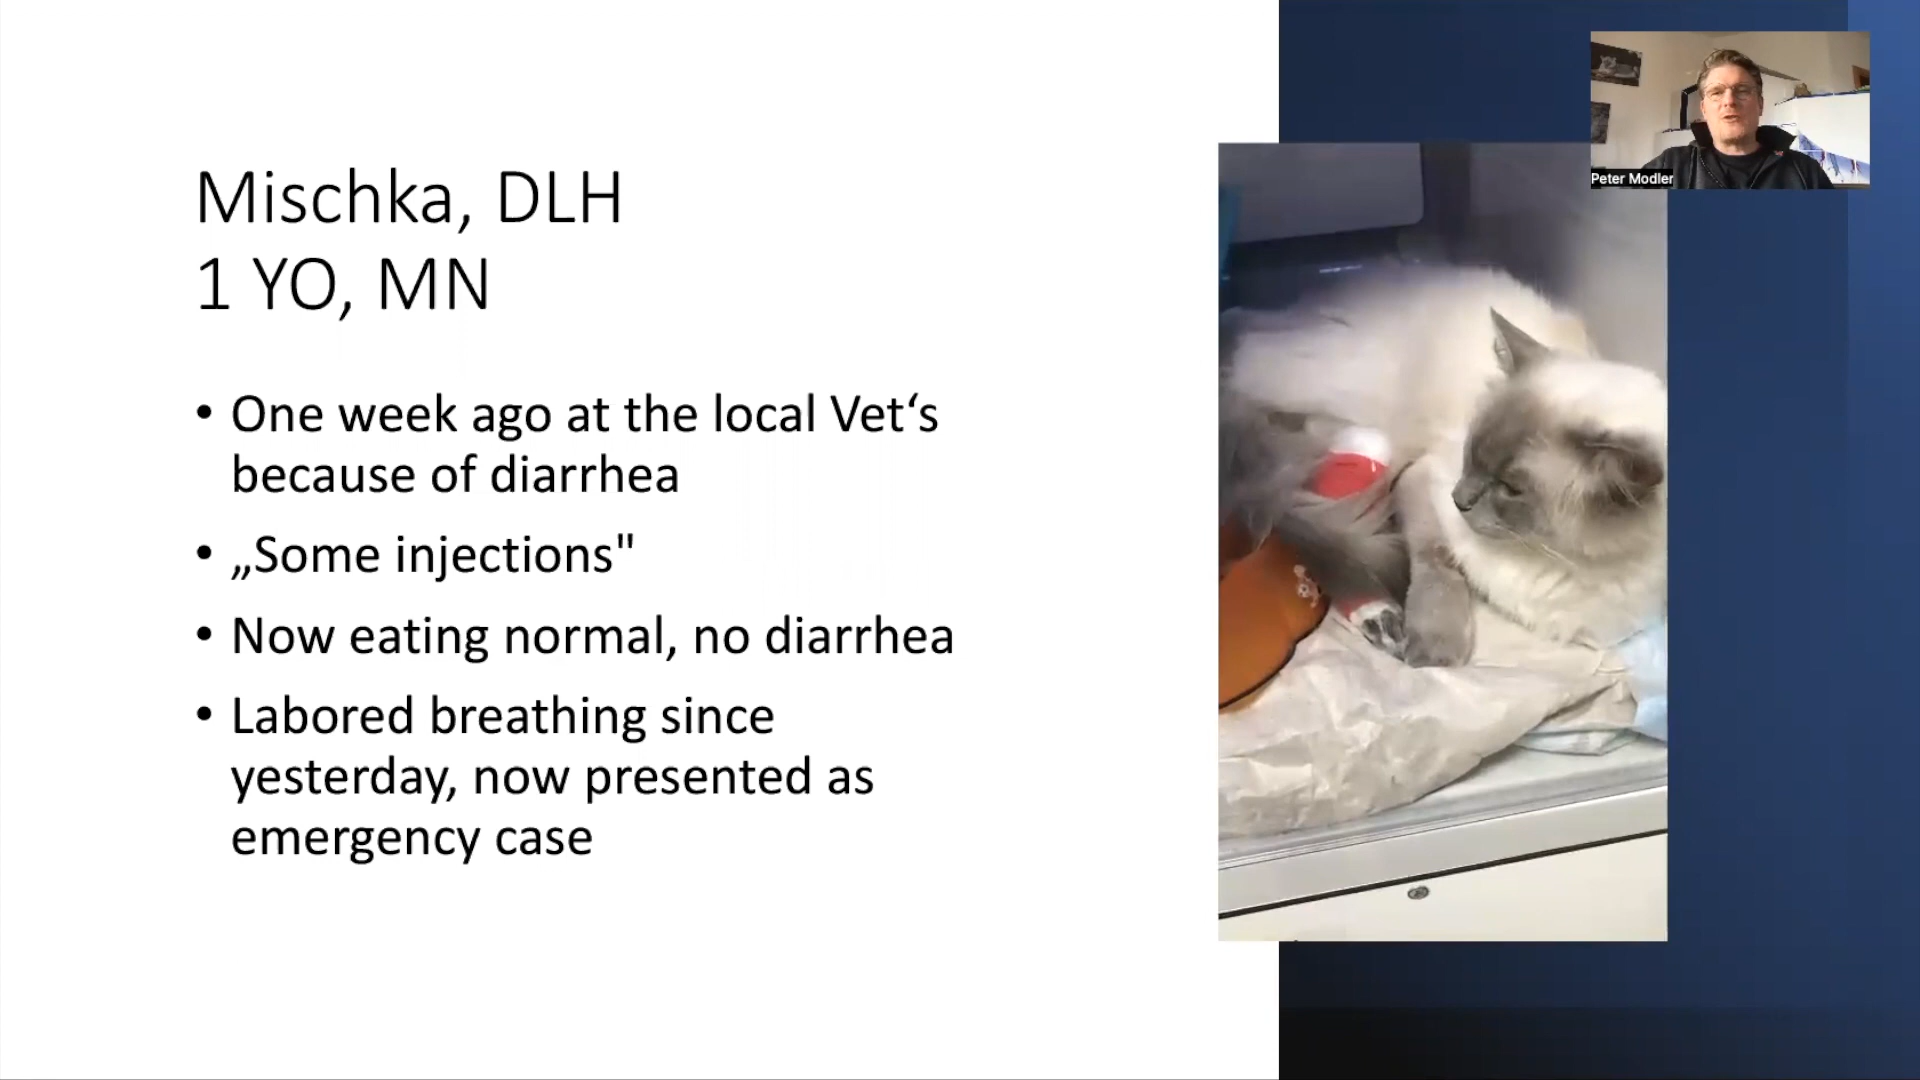 Mischka, DLH
1 YO, MN
• One week ago at the local Vet‘s
because of diarrhea
• „Some injections"
• Now eating normal, no diarrhea
• Labored breathing since
yesterday, now presented as
emergency case
Peter Modler